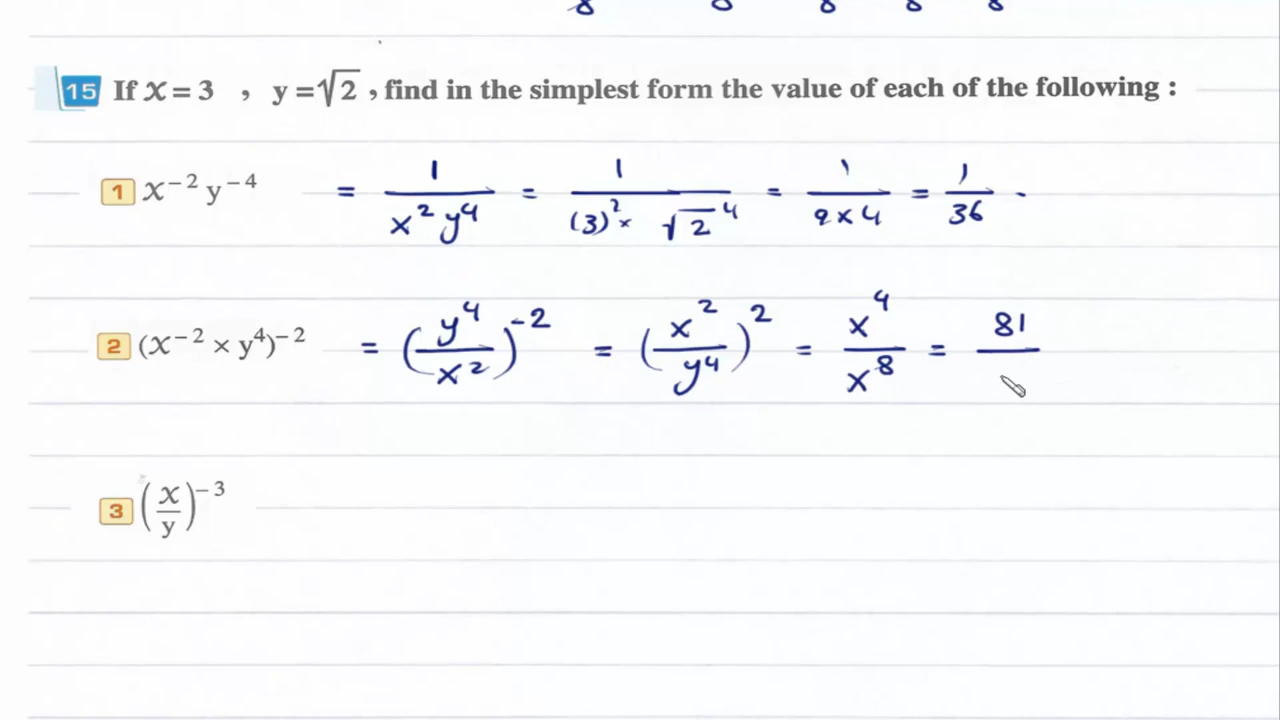 15 If x = 3 , y = √2 , find in the simplest form the value of each of the following :
1 x⁻² y⁻⁴ = 1/(x² y⁴) = 1/((3)² × √2⁴) = 1/(9 × 4) = 1/36 .
2 (x⁻² × y⁴)⁻² = (y⁴/x²)⁻² = (x²/y⁴)² = x⁴/x⁸ = 81/
3 (x/y)⁻³